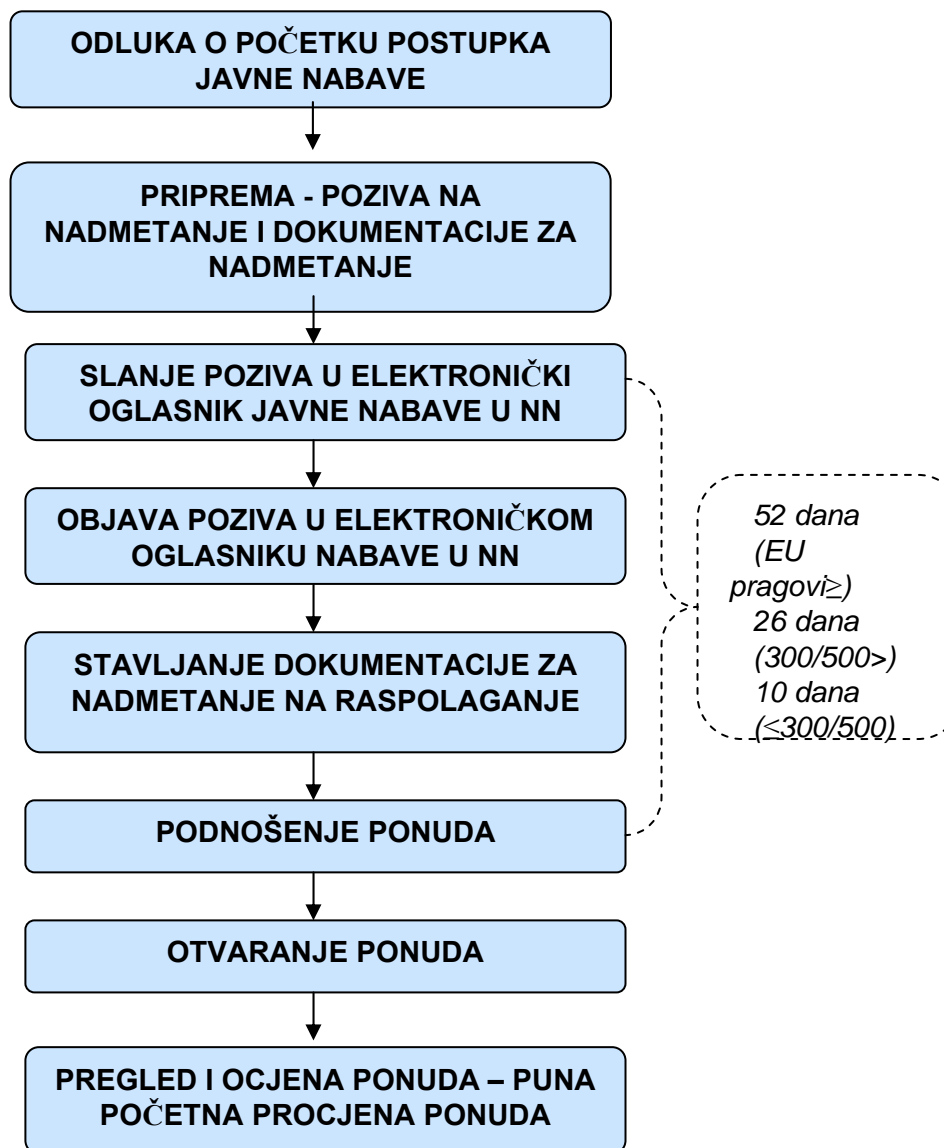 ODLUKA O POČETKU POSTUPKA
JAVNE NABAVE
PRIPREMA - POZIVA NA
NADMETANJE I DOKUMENTACIJE ZA
NADMETANJE
SLANJE POZIVA U ELEKTRONIČKI
OGLASNIK JAVNE NABAVE U NN
OBJAVA POZIVA U ELEKTRONIČKOM
OGLASNIKU NABAVE U NN
52 dana
(EU
pragovi≥)
26 dana
(300/500>)
10 dana
(≤300/500)
STAVLJANJE DOKUMENTACIJE ZA
NADMETANJE NA RASPOLAGANJE
PODNOŠENJE PONUDA
OTVARANJE PONUDA
PREGLED I OCJENA PONUDA – PUNA
POČETNA PROCJENA PONUDA